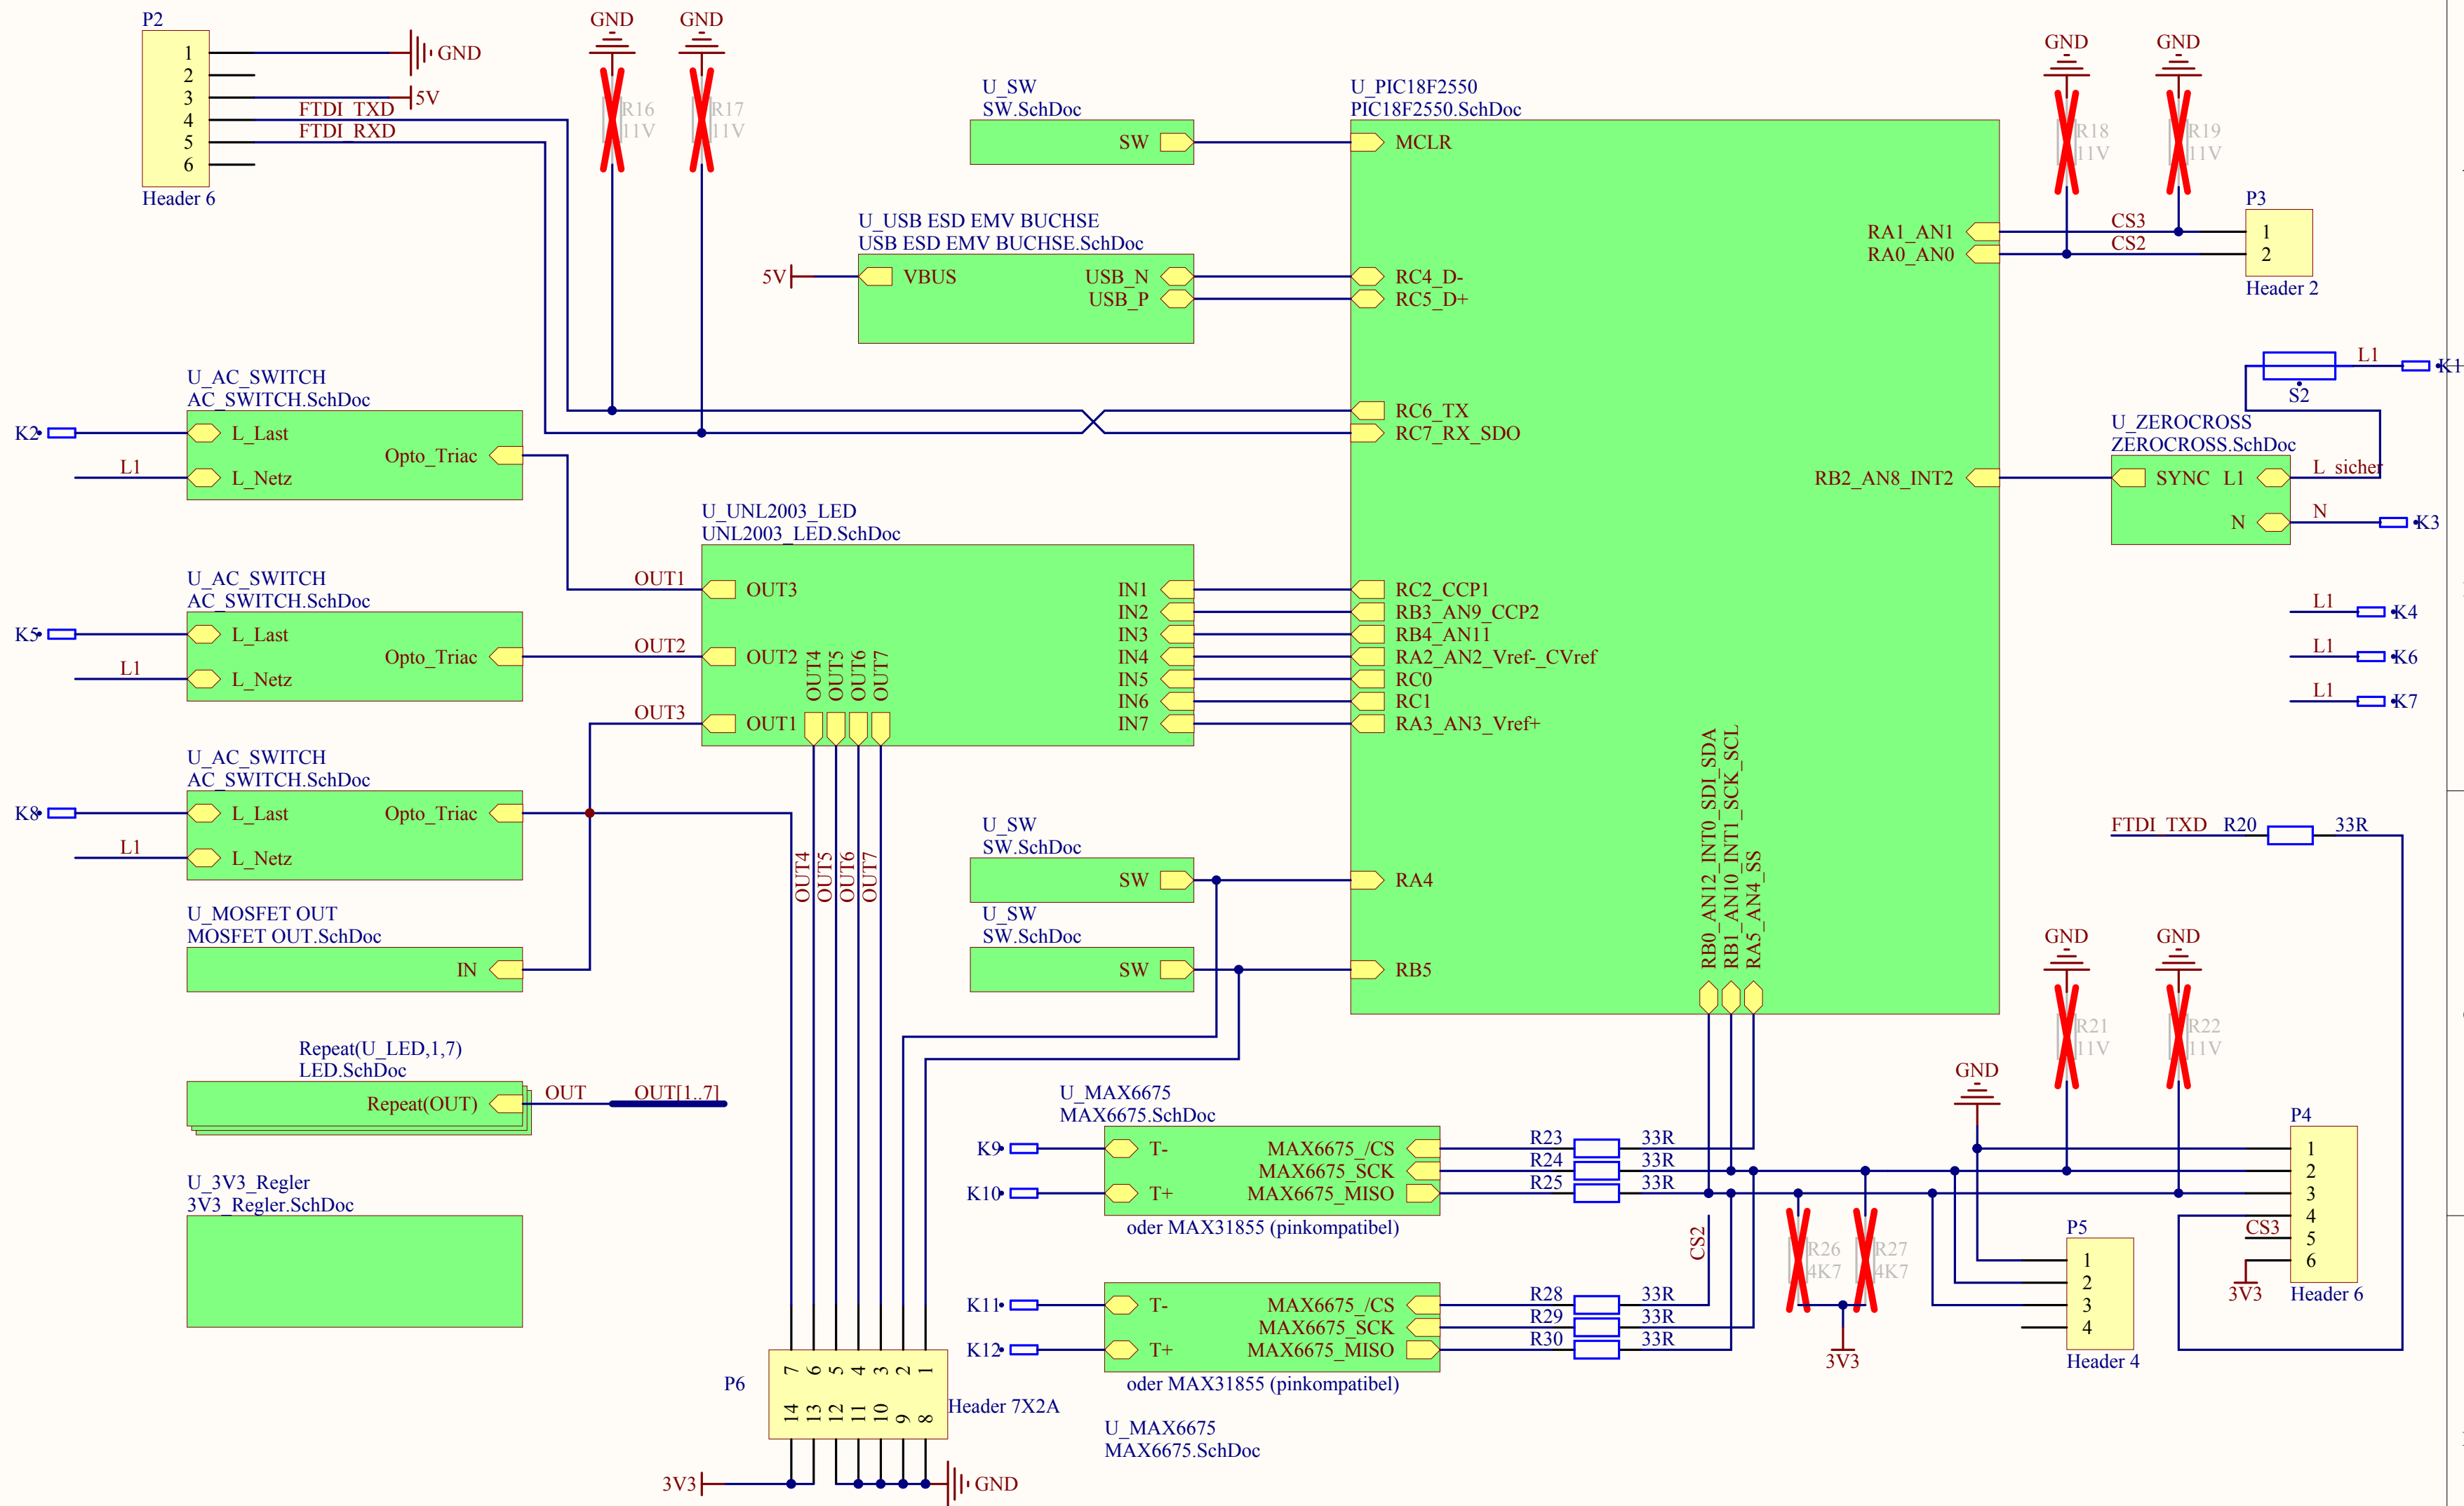 P2
1
2
3
4
5
6
Header 6
GND
5V
FTDI_TXD
FTDI_RXD
GND
GND
R16
11V
R17
11V
U_SW
SW.SchDoc
SW
U_USB ESD EMV BUCHSE
USB ESD EMV BUCHSE.SchDoc
5V
VBUS
USB_N
USB_P
U_PIC18F2550
PIC18F2550.SchDoc
MCLR
RC4_D-
RC5_D+
RC6_TX
RC7_RX_SDO
RC2_CCP1
RB3_AN9_CCP2
RB4_AN11
RA2_AN2_Vref-_CVref
RC0
RC1
RA3_AN3_Vref+
RA4
RB5
RA1_AN1
RA0_AN0
RB2_AN8_INT2
RB0_AN12_INT0_SDI_SDA
RB1_AN10_INT1_SCK_SCL
RA5_AN4_SS
GND
GND
R18
11V
R19
11V
CS3
CS2
P3
1
2
Header 2
L1
K1
S2
U_ZEROCROSS
ZEROCROSS.SchDoc
SYNC
L1
N
L_sicher
N
K3
L1
K4
L1
K6
L1
K7
U_AC_SWITCH
AC_SWITCH.SchDoc
K2
L_Last
Opto_Triac
L1
L_Netz
U_AC_SWITCH
AC_SWITCH.SchDoc
K5
L_Last
Opto_Triac
L1
L_Netz
U_AC_SWITCH
AC_SWITCH.SchDoc
K8
L_Last
Opto_Triac
L1
L_Netz
U_UNL2003_LED
UNL2003_LED.SchDoc
OUT1
OUT3
OUT2
OUT2
OUT3
OUT1
OUT4
OUT5
OUT6
OUT7
IN1
IN2
IN3
IN4
IN5
IN6
IN7
OUT4
OUT5
OUT6
OUT7
U_MOSFET OUT
MOSFET OUT.SchDoc
IN
Repeat(U_LED,1,7)
LED.SchDoc
Repeat(OUT)
OUT
OUT[1..7]
U_3V3_Regler
3V3_Regler.SchDoc
U_SW
SW.SchDoc
SW
U_SW
SW.SchDoc
SW
U_MAX6675
MAX6675.SchDoc
K9
T-
MAX6675_/CS
MAX6675_SCK
K10
T+
MAX6675_MISO
oder MAX31855 (pinkompatibel)
R23
33R
R24
33R
R25
33R
K11
T-
MAX6675_/CS
MAX6675_SCK
K12
T+
MAX6675_MISO
oder MAX31855 (pinkompatibel)
U_MAX6675
MAX6675.SchDoc
R28
33R
R29
33R
R30
33R
CS2
R26
4K7
R27
4K7
3V3
FTDI_TXD
R20
33R
GND
GND
R21
11V
R22
11V
GND
P4
1
2
3
4
5
6
Header 6
CS3
3V3
P5
1
2
3
4
Header 4
P6
7
6
5
4
3
2
1
14
13
12
11
10
9
8
Header 7X2A
3V3
GND